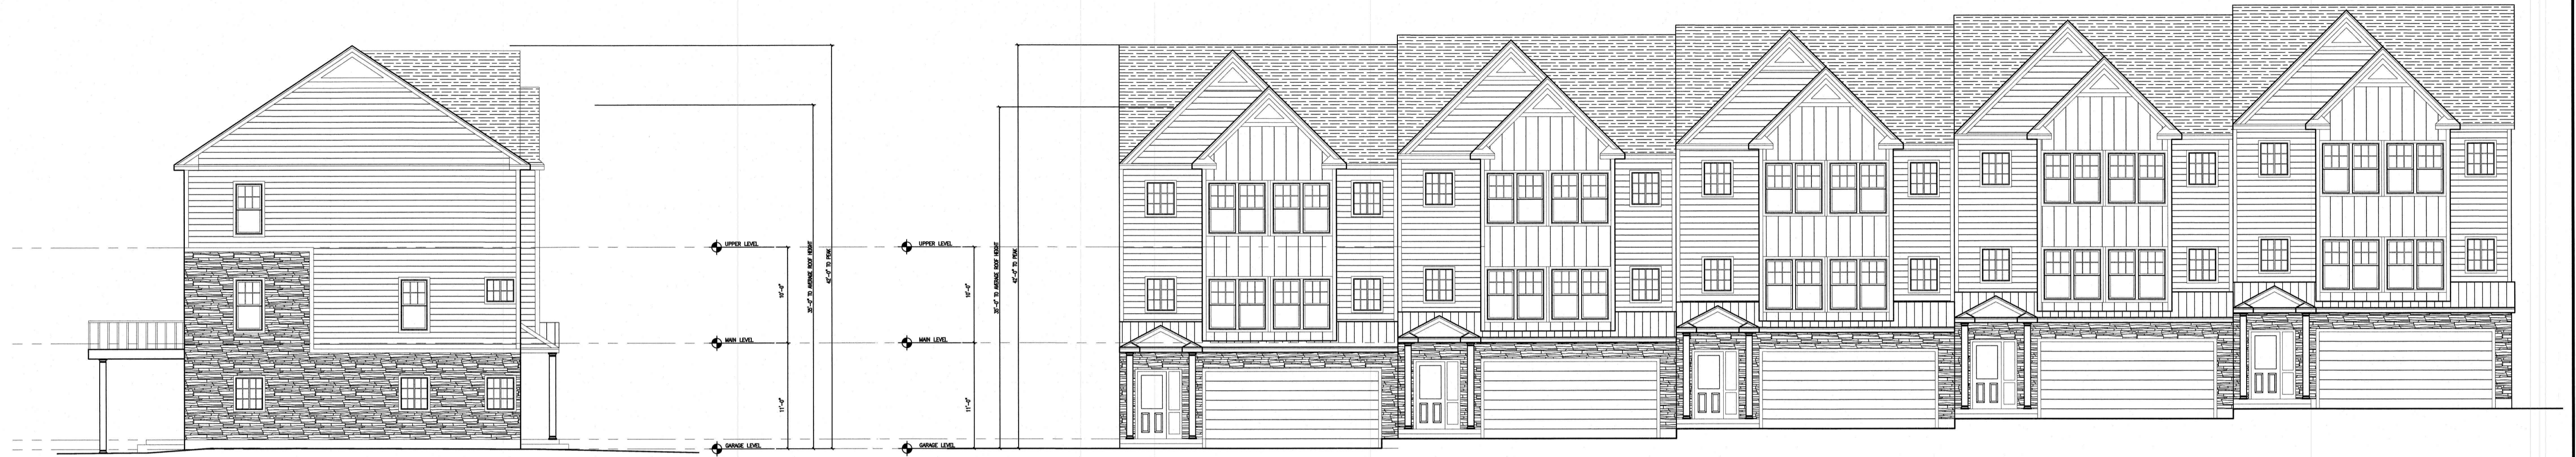 UPPER LEVEL
10'-0"
35'-0" TO AVERAGE ROOF HEIGHT
42'-0" TO PEAK
MAIN LEVEL
11'-0"
GARAGE LEVEL
UPPER LEVEL
10'-0"
35'-0" TO AVERAGE ROOF HEIGHT
42'-0" TO PEAK
MAIN LEVEL
11'-0"
GARAGE LEVEL